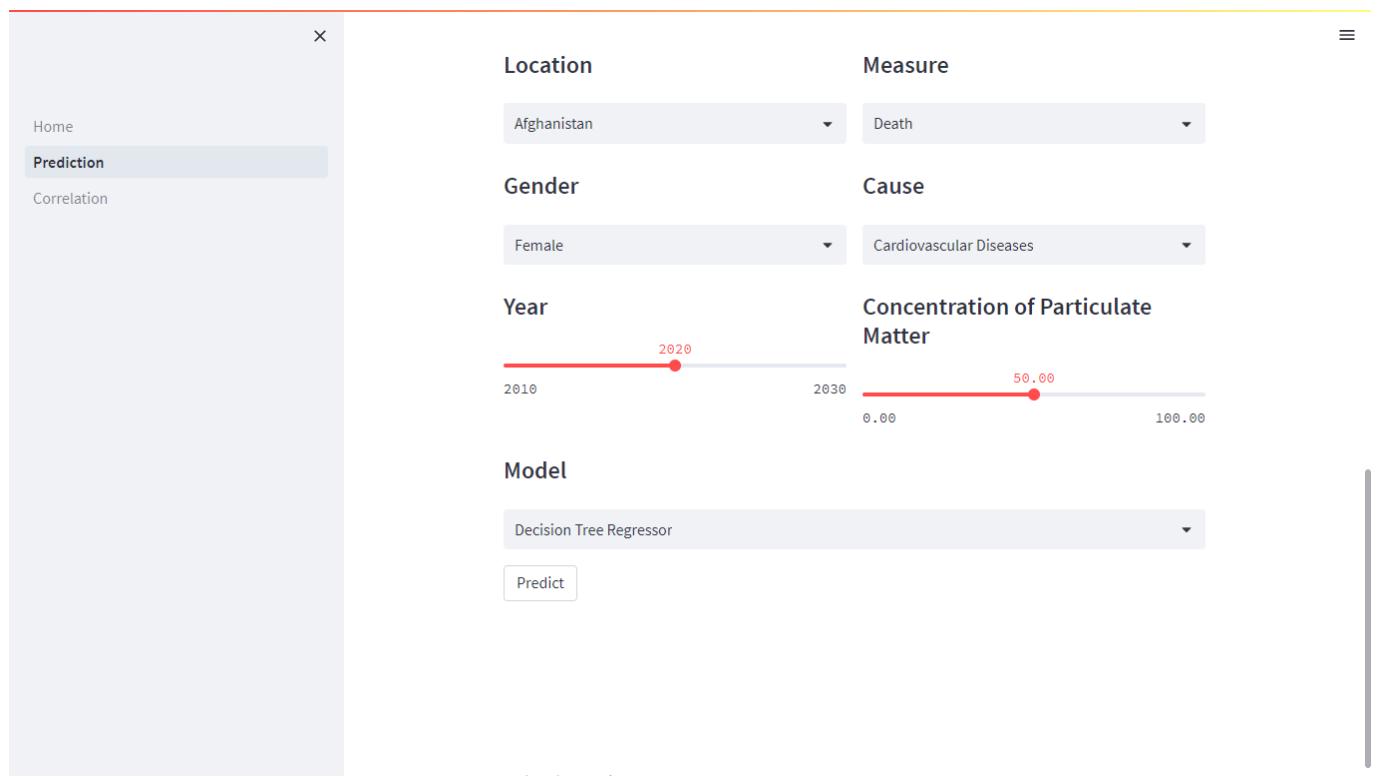 Home
Prediction
Correlation
Location
Measure
Afghanistan
Death
Gender
Cause
Female
Cardiovascular Diseases
Year
Concentration of Particulate
Matter
2020
50.00
2010
2030
0.00
100.00
Model
Decision Tree Regressor
Predict